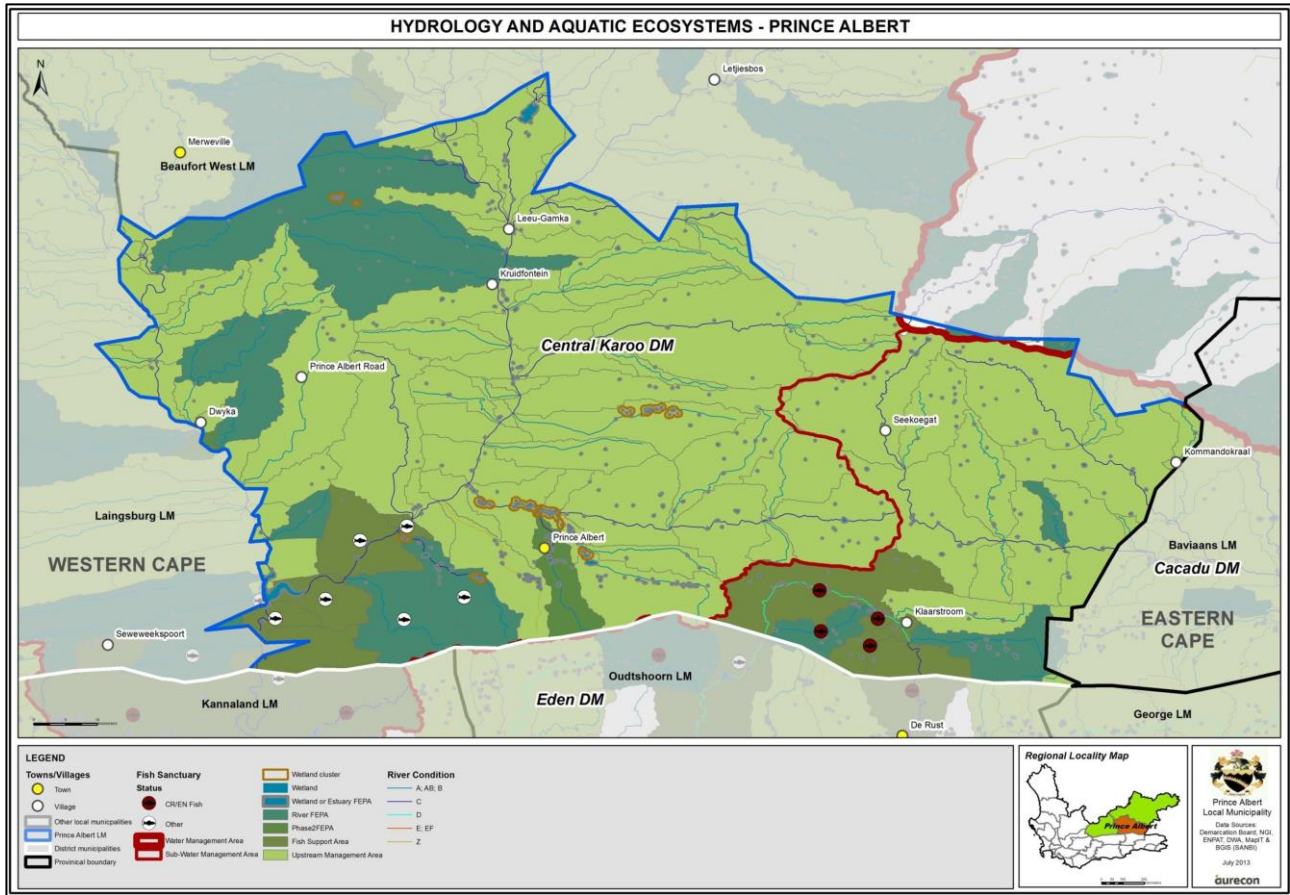 HYDROLOGY AND AQUATIC ECOSYSTEMS - PRINCE ALBERT
N
Letjiesbos
Merweville
Beaufort West LM
Leeu-Gamka
Kruidfontein
Central Karoo DM
Prince Albert Road
Dwyka
Seekoegat
Kommandokraal
Laingsburg LM
WESTERN CAPE
Prince Albert
Baviaans LM
Cacadu DM
EASTERN
CAPE
Klaarstroom
Seweweekspoort
Oudtshoorn LM
Kannaland LM
Eden DM
George LM
De Rust
LEGEND
Towns/Villages
Town
Village
Other local municipalities
Prince Albert LM
District municipalities
Provinical boundary
Fish Sanctuary
Status
CR/EN Fish
Other
Water Management Area
Sub-Water Management Area
Wetland cluster
Wetland
Wetland or Estuary FEPA
River FEPA
Phase2FEPA
Fish Support Area
Upstream Management Area
River Condition
A; AB; B
C
D
E; EF
Z
Regional Locality Map
Prince Albert
Prince Albert
Local Municipality
Data Sources:
Demarcation Board, NGI,
ENPAT, DWA, MapIT &
BGIS (SANBI)
July 2013
aurecon